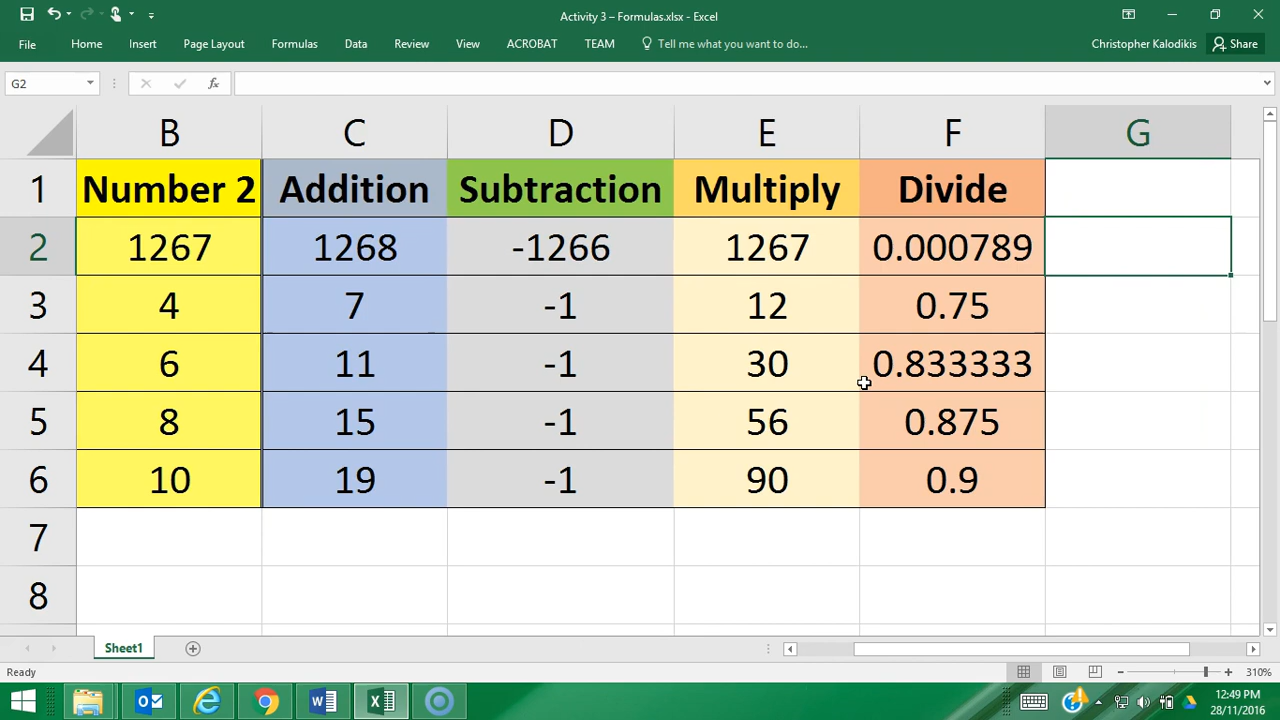 Activity 3 – Formulas.xlsx - Excel
File Home Insert Page Layout Formulas Data Review View ACROBAT TEAM Tell me what you want to do... Christopher Kalodikis Share
G2 fx
B C D E F G
1 Number 2 Addition Subtraction Multiply Divide
2 1267 1268 -1266 1267 0.000789
3 4 7 -1 12 0.75
4 6 11 -1 30 0.833333
5 8 15 -1 56 0.875
6 10 19 -1 90 0.9
7
8
Sheet1
Ready 310%
12:49 PM
28/11/2016